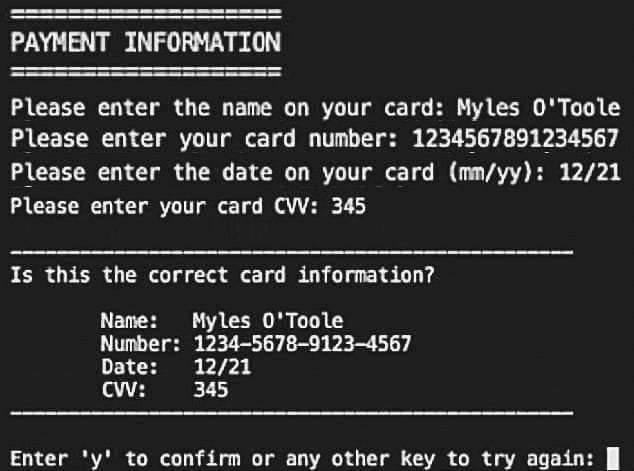 ===================
PAYMENT INFORMATION
===================
Please enter the name on your card: Myles O'Toole
Please enter your card number: 1234567891234567
Please enter the date on your card (mm/yy): 12/21
Please enter your card CVV: 345
Is this the correct card information?
Name: Myles O'Toole
Number: 1234-5678-9123-4567
Date: 12/21
CVV: 345
Enter 'y' to confirm or any other key to try again: